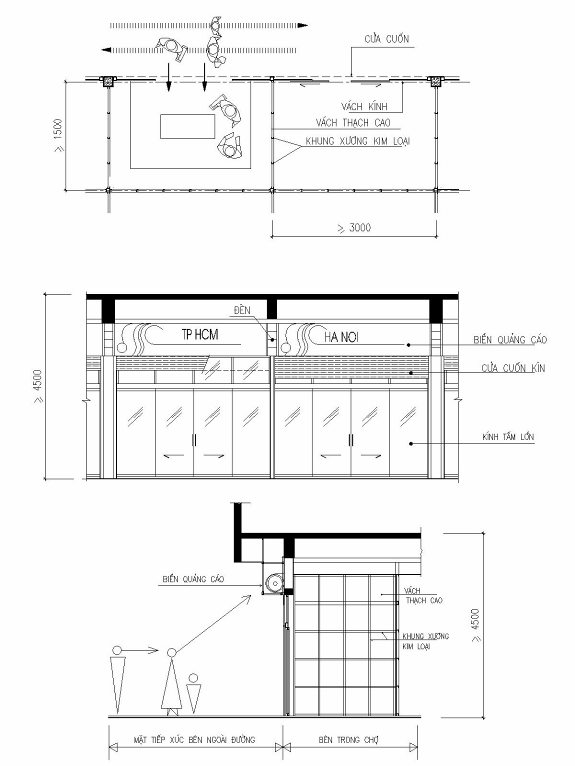 CỬA CUỐN
VÁCH KÍNH
VÁCH THẠCH CAO
KHUNG XƯƠNG KIM LOẠI
≥ 1500
≥ 3000
ĐÈN
TP HCM
HA NOI
BIỂN QUẢNG CÁO
CỬA CUỐN KÍN
KÍNH TẤM LỚN
≥ 4500
BIỂN QUẢNG CÁO
VÁCH
THẠCH CAO
KHUNG XƯƠNG
KIM LOẠI
≥ 4500
MẶT TIẾP XÚC BÊN NGOÀI ĐƯỜNG
BÊN TRONG CHỢ